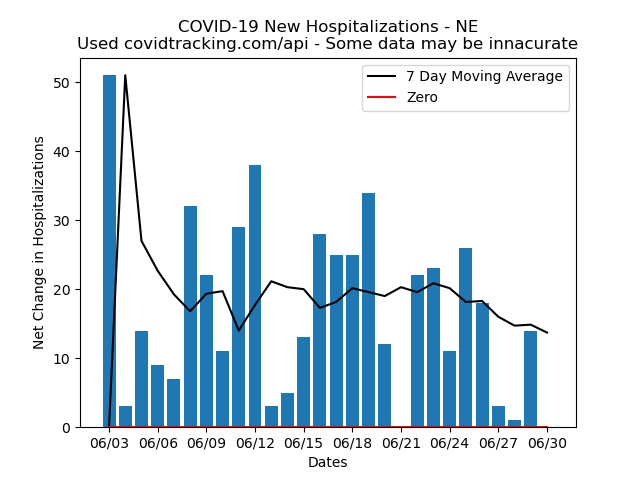 COVID-19 New Hospitalizations - NE
Used covidtracking.com/api - Some data may be innacurate
7 Day Moving Average
Zero
Net Change in Hospitalizations
50
40
30
20
10
0
06/03 06/06 06/09 06/12 06/15 06/18 06/21 06/24 06/27 06/30
Dates